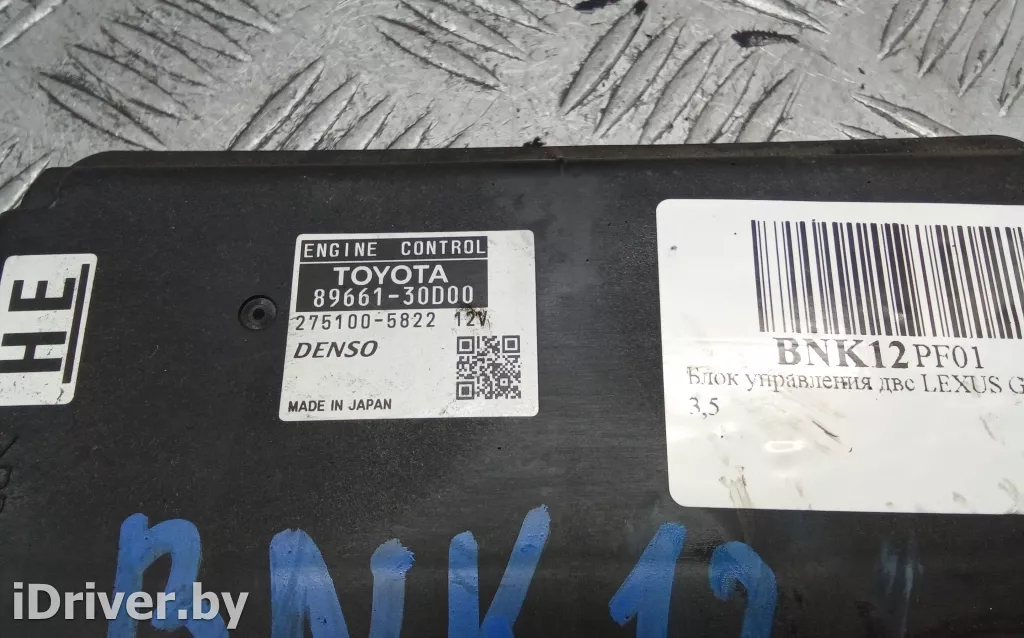 HE
ENGINE CONTROL
TOYOTA
89661-30D00
275100-5822 12V
DENSO
MADE IN JAPAN
BNK12PF01
Блок управления двс LEXUS G
3,5
BNK12
iDriver.by